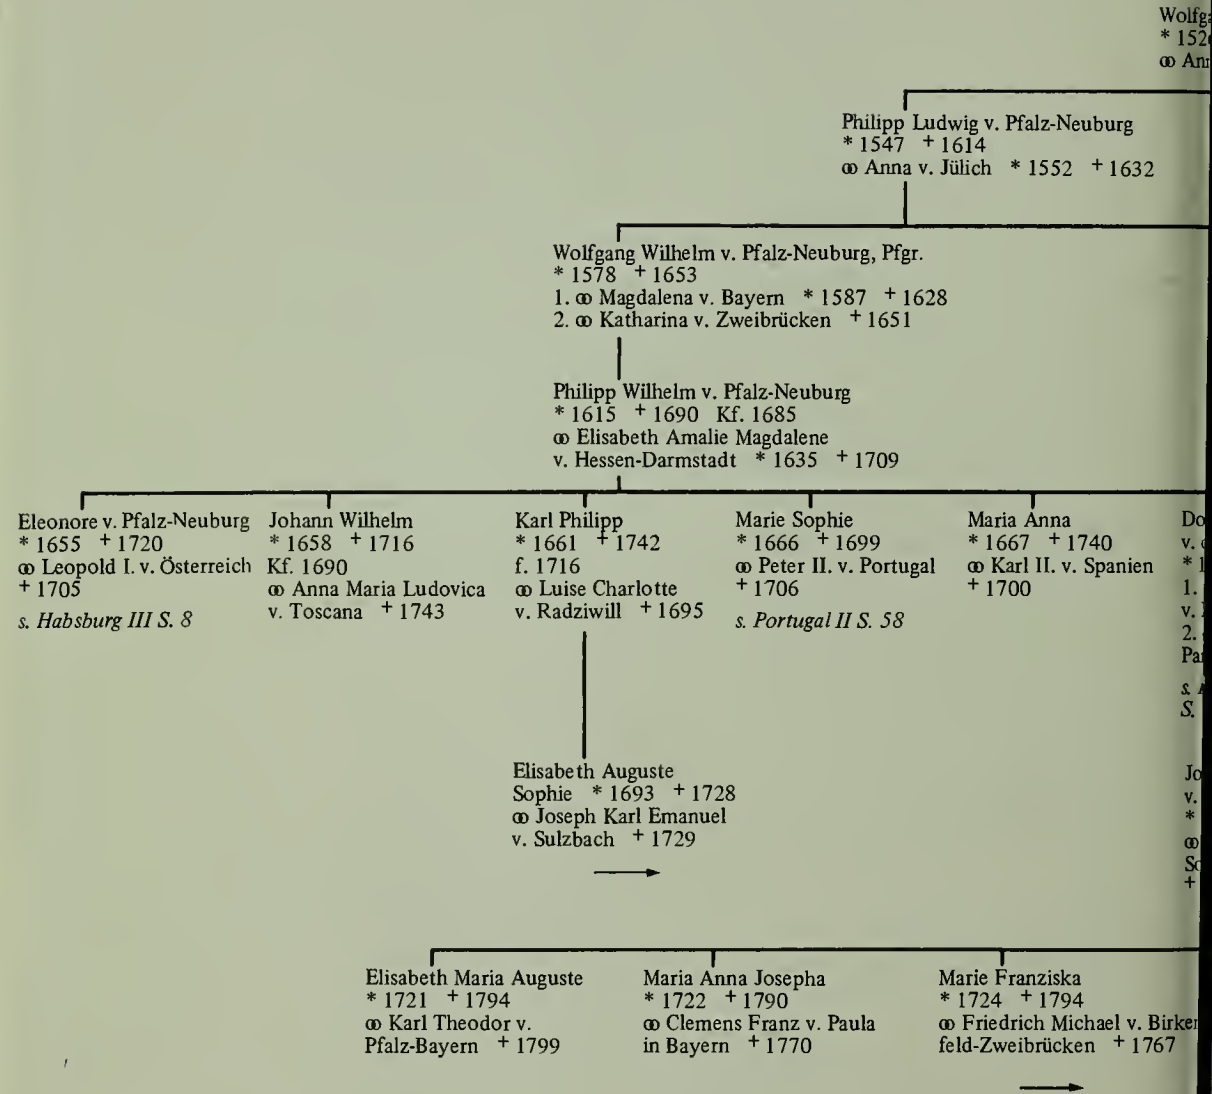 Philipp Ludwig v. Pfalz-Neuburg
* 1547 + 1614
⚭ Anna v. Jülich * 1552 + 1632
Wolfgang Wilhelm v. Pfalz-Neuburg, Pfgr.
* 1578 + 1653
1. ⚭ Magdalena v. Bayern * 1587 + 1628
2. ⚭ Katharina v. Zweibrücken + 1651
Philipp Wilhelm v. Pfalz-Neuburg
* 1615 + 1690 Kf. 1685
⚭ Elisabeth Amalie Magdalene
v. Hessen-Darmstadt * 1635 + 1709
Eleonore v. Pfalz-Neuburg
* 1655 + 1720
⚭ Leopold I. v. Österreich
+ 1705
s. Habsburg III S. 8
Johann Wilhelm
* 1658 + 1716
Kf. 1690
⚭ Anna Maria Ludovica
v. Toscana + 1743
Karl Philipp
* 1661 + 1742
f. 1716
⚭ Luise Charlotte
v. Radziwill + 1695
Marie Sophie
* 1666 + 1699
⚭ Peter II. v. Portugal
+ 1706
s. Portugal II S. 58
Maria Anna
* 1667 + 1740
⚭ Karl II. v. Spanien
+ 1700
Do
v.
* 1
1.
v.
2.
Pa
s.
S.
Elisabeth Auguste
Sophie * 1693 + 1728
⚭ Joseph Karl Emanuel
v. Sulzbach + 1729
Jo
v.
*
⚭
+
Elisabeth Maria Auguste
* 1721 + 1794
⚭ Karl Theodor v.
Pfalz-Bayern + 1799
Maria Anna Josepha
* 1722 + 1790
⚭ Clemens Franz v. Paula
in Bayern + 1770
Marie Franziska
* 1724 + 1794
⚭ Friedrich Michael v. Birken
feld-Zweibrücken + 1767